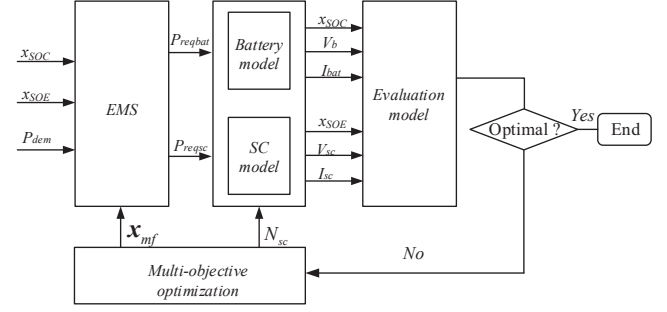 x_SOC
x_SOE
P_dem
EMS
P_reqbat
P_reqsc
Battery
model
SC
model
x_SOC
V_b
I_bat
x_SOE
V_sc
I_sc
Evaluation
model
Optimal ?
Yes
End
No
x_mf
N_sc
Multi-objective
optimization